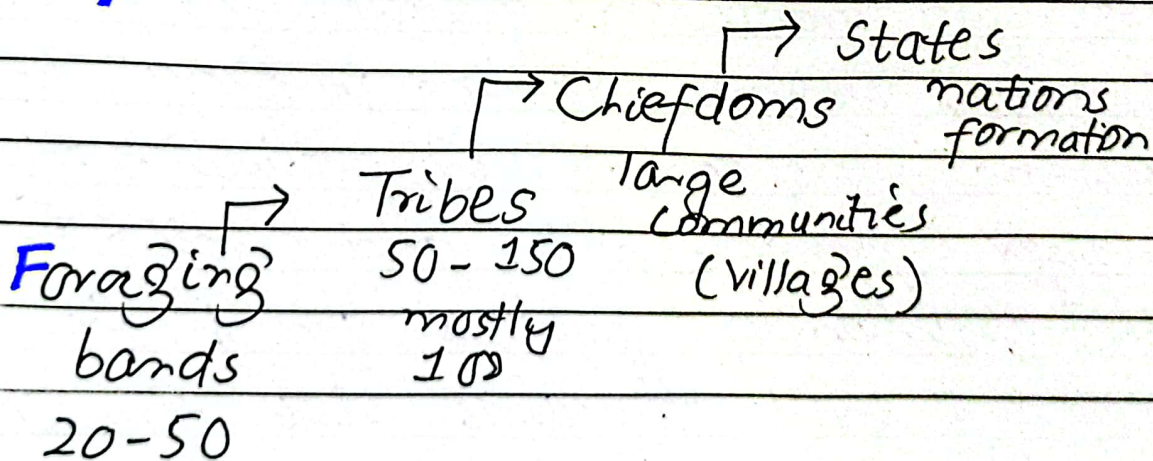 States
nations
formation
Chiefdoms
large
communities
(villages)
Tribes
50-150
mostly
100
Foraging
bands
20-50